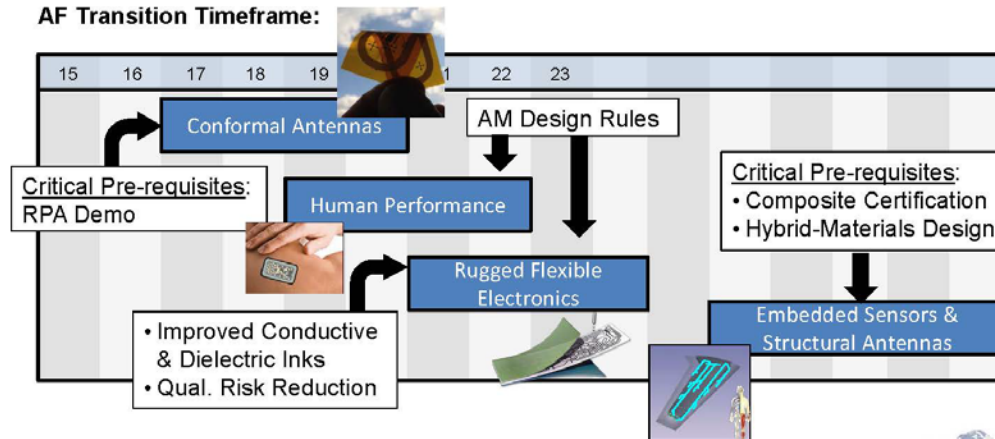 AF Transition Timeframe:
15 16 17 18 19 1 22 23
Conformal Antennas
AM Design Rules
Critical Pre-requisites:
RPA Demo
Human Performance
Critical Pre-requisites:
• Composite Certification
• Hybrid-Materials Design
Rugged Flexible
Electronics
• Improved Conductive
& Dielectric Inks
• Qual. Risk Reduction
Embedded Sensors &
Structural Antennas